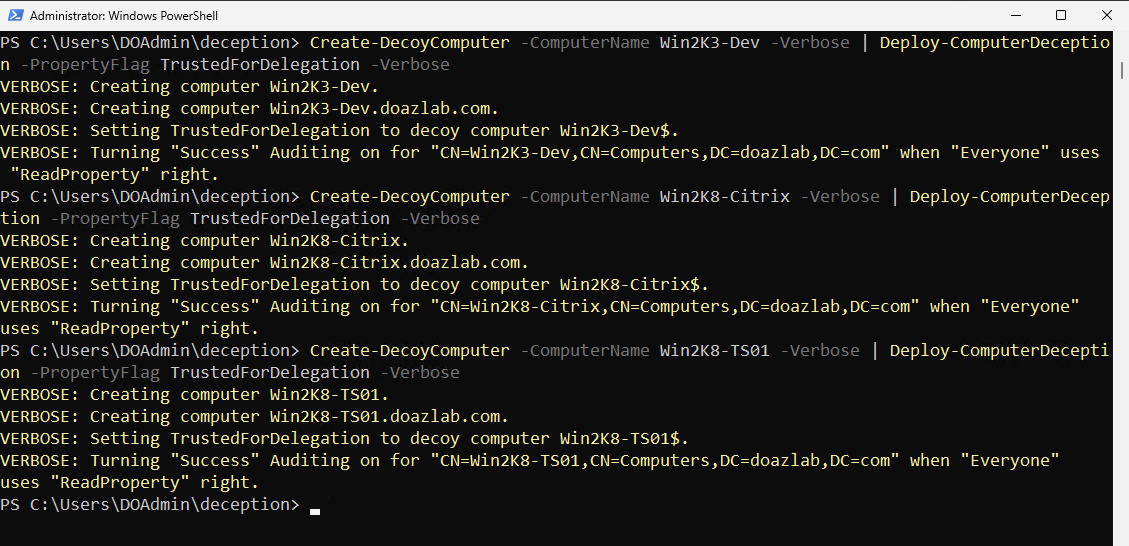 Administrator: Windows PowerShell
PS C:\Users\DOAdmin\deception> Create-DecoyComputer -ComputerName Win2K3-Dev -Verbose | Deploy-ComputerDeceptio
n -PropertyFlag TrustedForDelegation -Verbose
VERBOSE: Creating computer Win2K3-Dev.
VERBOSE: Creating computer Win2K3-Dev.doazlab.com.
VERBOSE: Setting TrustedForDelegation to decoy computer Win2K3-Dev$.
VERBOSE: Turning "Success" Auditing on for "CN=Win2K3-Dev,CN=Computers,DC=doazlab,DC=com" when "Everyone" uses
 "ReadProperty" right.
PS C:\Users\DOAdmin\deception> Create-DecoyComputer -ComputerName Win2K8-Citrix -Verbose | Deploy-ComputerDecep
tion -PropertyFlag TrustedForDelegation -Verbose
VERBOSE: Creating computer Win2K8-Citrix.
VERBOSE: Creating computer Win2K8-Citrix.doazlab.com.
VERBOSE: Setting TrustedForDelegation to decoy computer Win2K8-Citrix$.
VERBOSE: Turning "Success" Auditing on for "CN=Win2K8-Citrix,CN=Computers,DC=doazlab,DC=com" when "Everyone"
uses "ReadProperty" right.
PS C:\Users\DOAdmin\deception> Create-DecoyComputer -ComputerName Win2K8-TS01 -Verbose | Deploy-ComputerDecepti
on -PropertyFlag TrustedForDelegation -Verbose
VERBOSE: Creating computer Win2K8-TS01.
VERBOSE: Creating computer Win2K8-TS01.doazlab.com.
VERBOSE: Setting TrustedForDelegation to decoy computer Win2K8-TS01$.
VERBOSE: Turning "Success" Auditing on for "CN=Win2K8-TS01,CN=Computers,DC=doazlab,DC=com" when "Everyone"
uses "ReadProperty" right.
PS C:\Users\DOAdmin\deception>